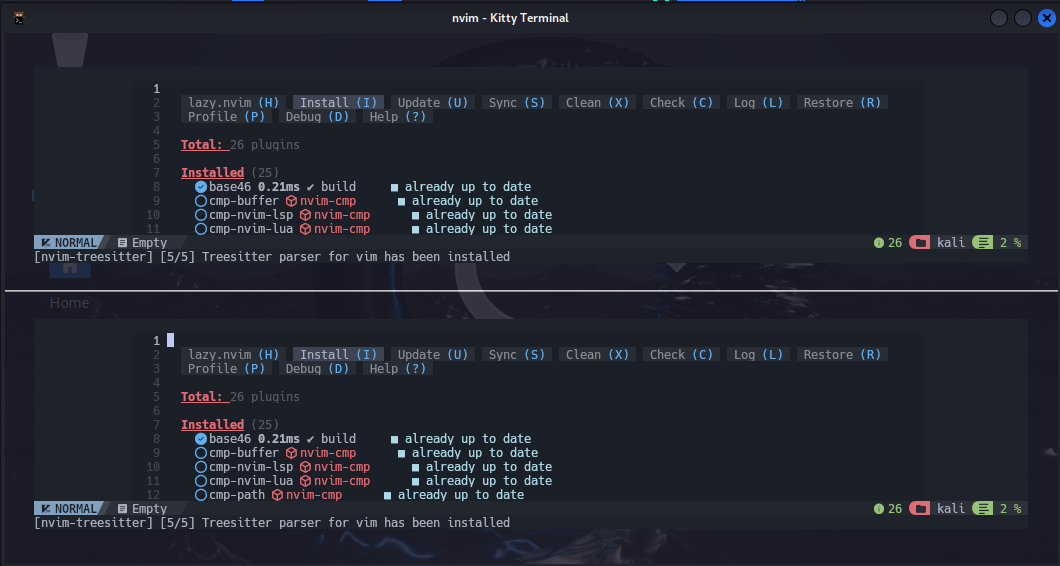 nvim - Kitty Terminal
1
2 lazy.nvim (H) Install (I) Update (U) Sync (S) Clean (X) Check (C) Log (L) Restore (R)
3 Profile (P) Debug (D) Help (?)
4
5 Total: 26 plugins
6
7 Installed (25)
8 base46 0.21ms ✔ build ■ already up to date
9 cmp-buffer nvim-cmp ■ already up to date
10 cmp-nvim-lsp nvim-cmp ■ already up to date
11 cmp-nvim-lua nvim-cmp ■ already up to date
NORMAL Empty 26 kali 2 %
[nvim-treesitter] [5/5] Treesitter parser for vim has been installed
Home
1
2 lazy.nvim (H) Install (I) Update (U) Sync (S) Clean (X) Check (C) Log (L) Restore (R)
3 Profile (P) Debug (D) Help (?)
4
5 Total: 26 plugins
6
7 Installed (25)
8 base46 0.21ms ✔ build ■ already up to date
9 cmp-buffer nvim-cmp ■ already up to date
10 cmp-nvim-lsp nvim-cmp ■ already up to date
11 cmp-nvim-lua nvim-cmp ■ already up to date
12 cmp-path nvim-cmp ■ already up to date
NORMAL Empty 26 kali 2 %
[nvim-treesitter] [5/5] Treesitter parser for vim has been installed